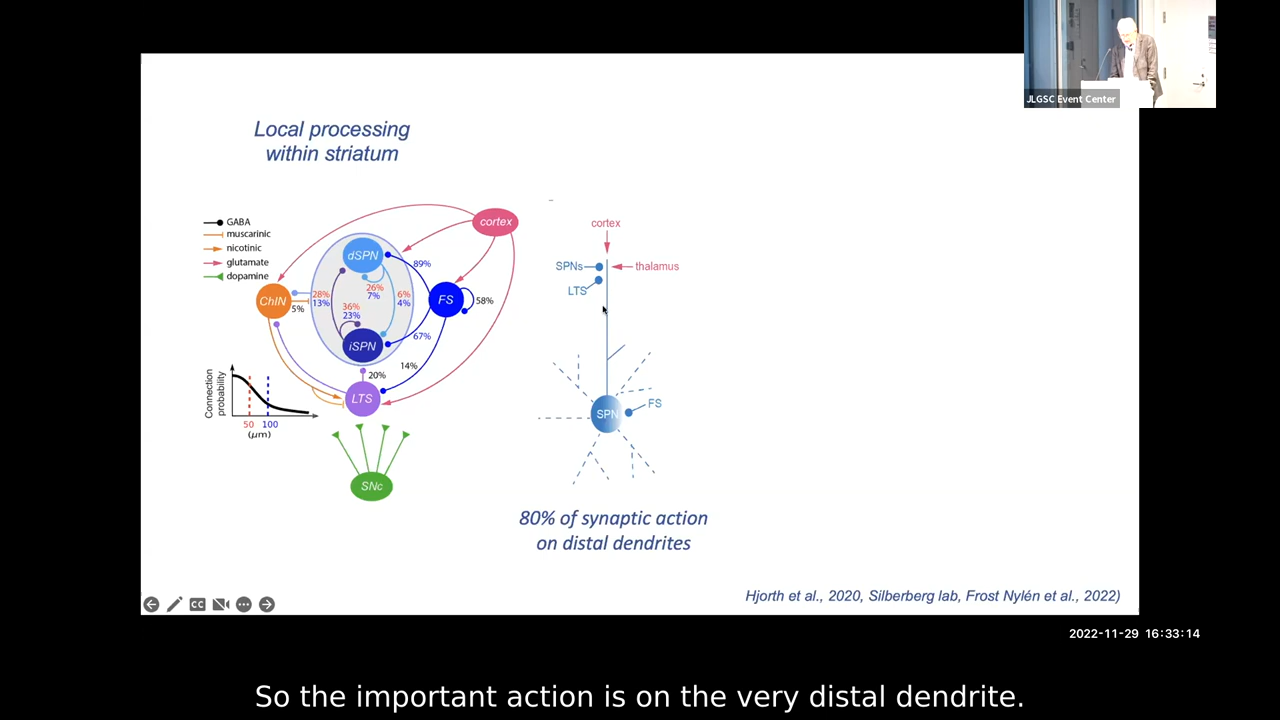 JLGSC Event Center
Local processing
within striatum
GABA
muscarinic
nicotinic
glutamate
dopamine
cortex
dSPN
89%
26%
7%
ChIN
5%
28%
13%
36%
23%
6%
4%
FS
58%
iSPN
67%
14%
20%
LTS
Connection
probability
50 100
(µm)
SNc
cortex
SPNs
thalamus
LTS
SPN
FS
80% of synaptic action
on distal dendrites
Hjorth et al., 2020, Silberberg lab, Frost Nylén et al., 2022)
CC
2022-11-29 16:33:14
So the important action is on the very distal dendrite.